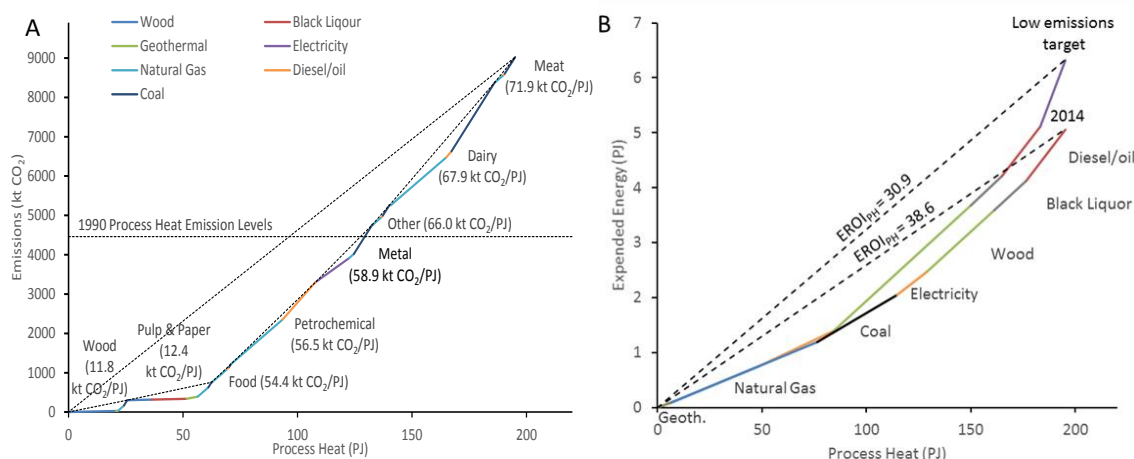 A
Wood
Black Liqour
Geothermal
Electricity
Natural Gas
Diesel/oil
Coal
Emissions (kt CO2)
9000
8000
7000
6000
5000
4000
3000
2000
1000
0
Meat
(71.9 kt CO2/PJ)
Dairy
(67.9 kt CO2/PJ)
1990 Process Heat Emission Levels
Other (66.0 kt CO2/PJ)
Metal
(58.9 kt CO2/PJ)
Petrochemical
(56.5 kt CO2/PJ)
Pulp & Paper
(12.4
kt CO2/PJ)
Wood
(11.8
kt CO2/PJ)
Food (54.4 kt CO2/PJ)
0
50
100
150
200
Process Heat (PJ)
B
Low emissions
target
2014
Expended Energy (PJ)
7
6
5
4
3
2
1
0
EROIPH = 30.9
EROIPH = 38.6
Diesel/oil
Black Liquor
Wood
Electricity
Coal
Natural Gas
Geoth.
0
50
100
150
200
Process Heat (PJ)